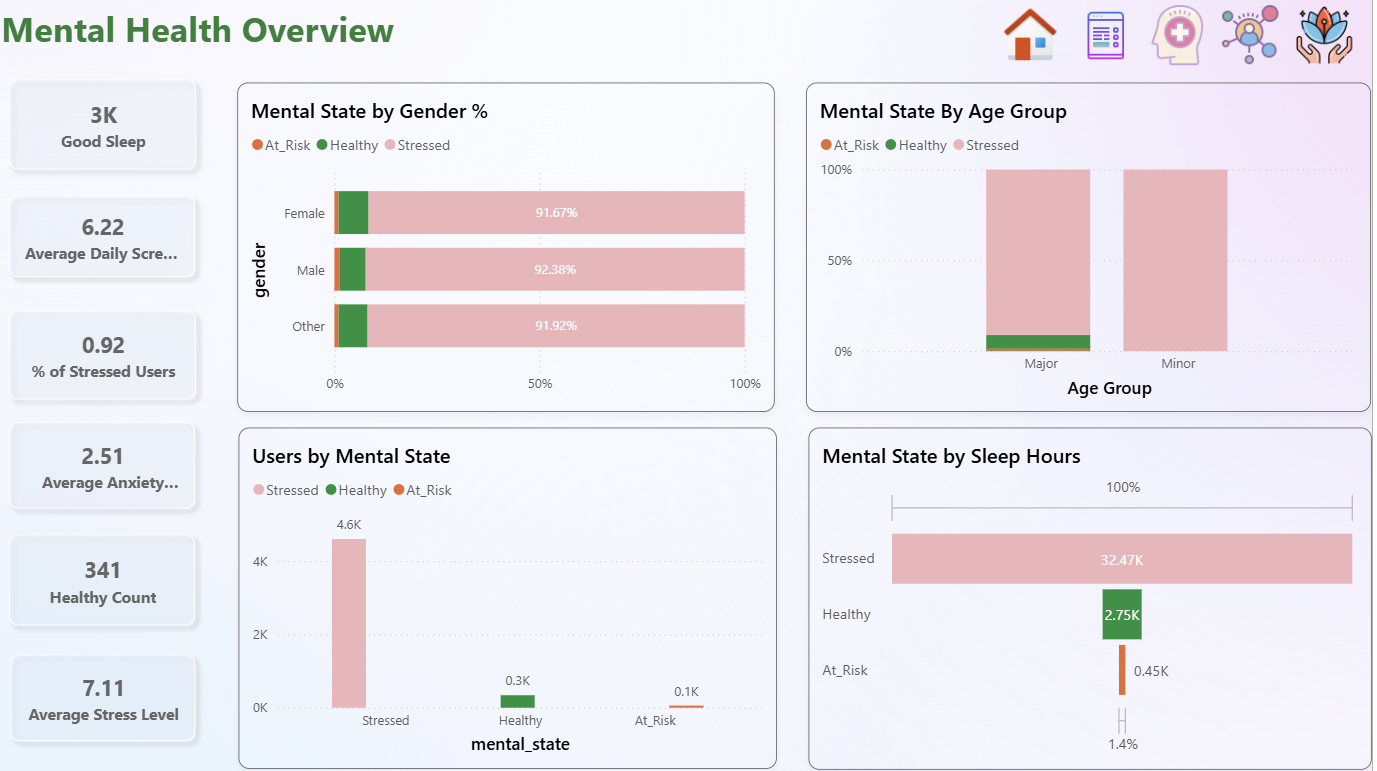 Mental Health Overview
3K
Good Sleep
6.22
Average Daily Scre...
0.92
% of Stressed Users
2.51
Average Anxiety...
341
Healthy Count
7.11
Average Stress Level
Mental State by Gender %
At_Risk Healthy Stressed
gender
Female 91.67%
Male 92.38%
Other 91.92%
0% 50% 100%
Mental State By Age Group
At_Risk Healthy Stressed
100%
50%
0%
Major Minor
Age Group
Users by Mental State
Stressed Healthy At_Risk
4.6K
4K
2K
0.3K
0.1K
0K
Stressed Healthy At_Risk
mental_state
Mental State by Sleep Hours
100%
Stressed 32.47K
Healthy 2.75K
At_Risk 0.45K
1.4%